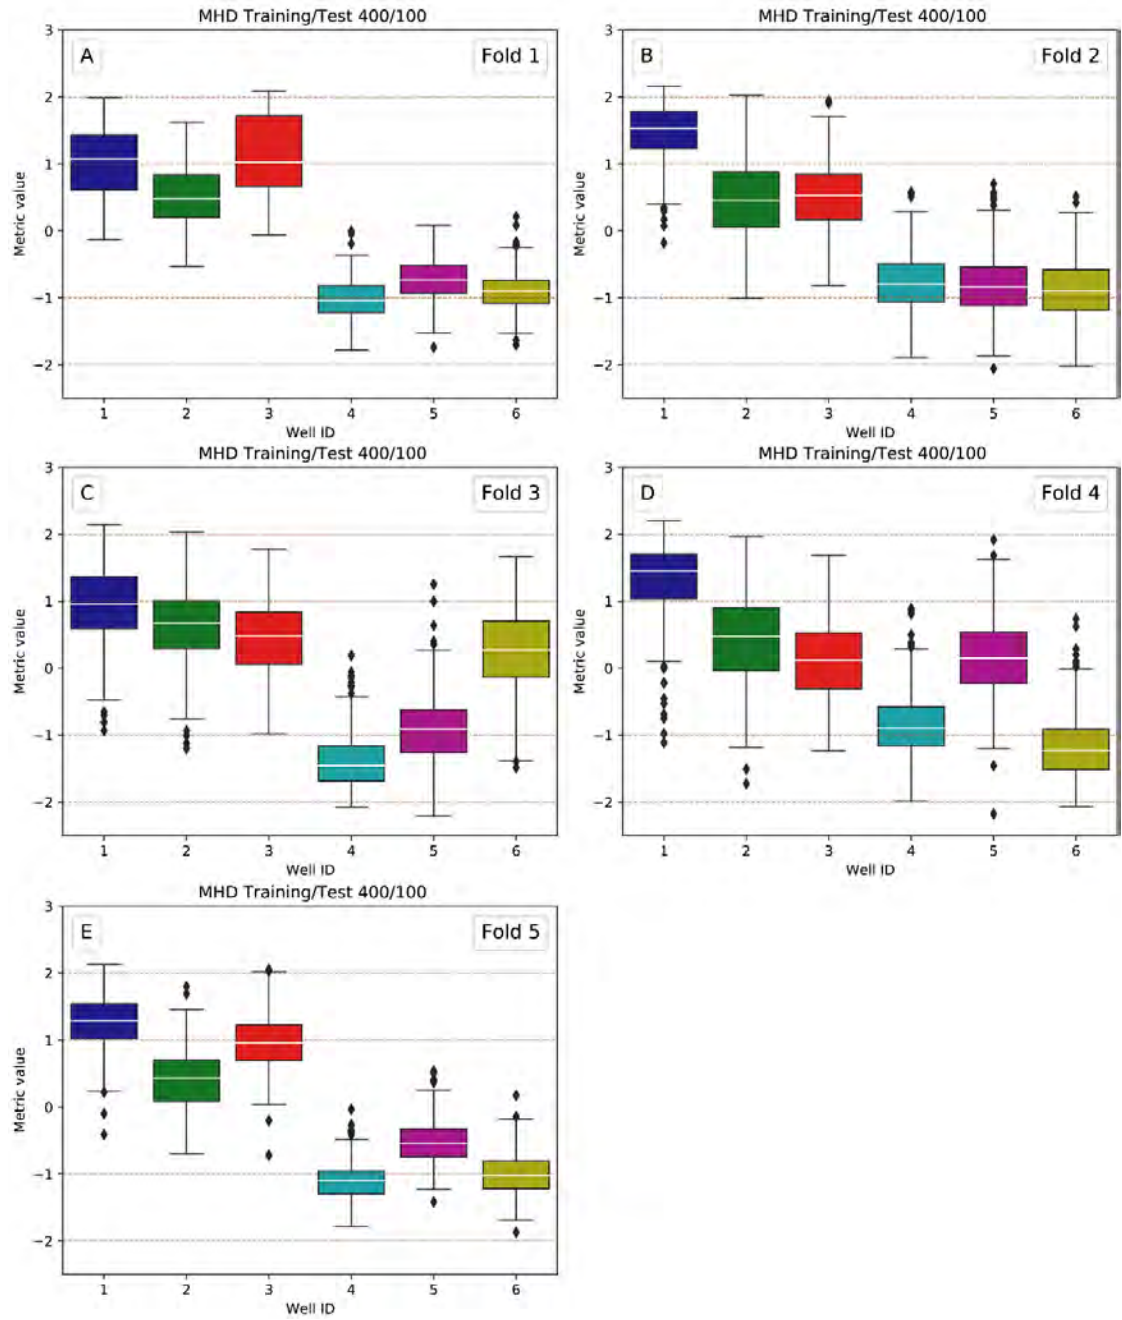 MHD Training/Test 400/100
A
Fold 1
3
2
1
0
−1
−2
Metric value
1 2 3 4 5 6
Well ID
MHD Training/Test 400/100
B
Fold 2
3
2
1
0
−1
−2
Metric value
1 2 3 4 5 6
Well ID
MHD Training/Test 400/100
C
Fold 3
3
2
1
0
−1
−2
Metric value
1 2 3 4 5 6
Well ID
MHD Training/Test 400/100
D
Fold 4
3
2
1
0
−1
−2
Metric value
1 2 3 4 5 6
Well ID
MHD Training/Test 400/100
E
Fold 5
3
2
1
0
−1
−2
Metric value
1 2 3 4 5 6
Well ID